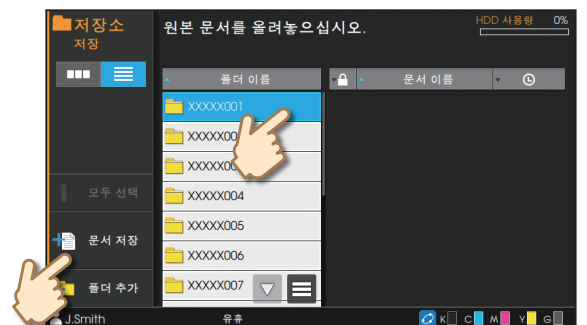 저장소
저장
원본 문서를 올려놓으십시오.
HDD 사용량 0%
폴더 이름
문서 이름
XXXXX001
XXXXX00
XXXXX00
XXXXX004
XXXXX005
XXXXX006
XXXXX007
모두 선택
문서 저장
폴더 추가
J.Smith
유휴
K C M Y G